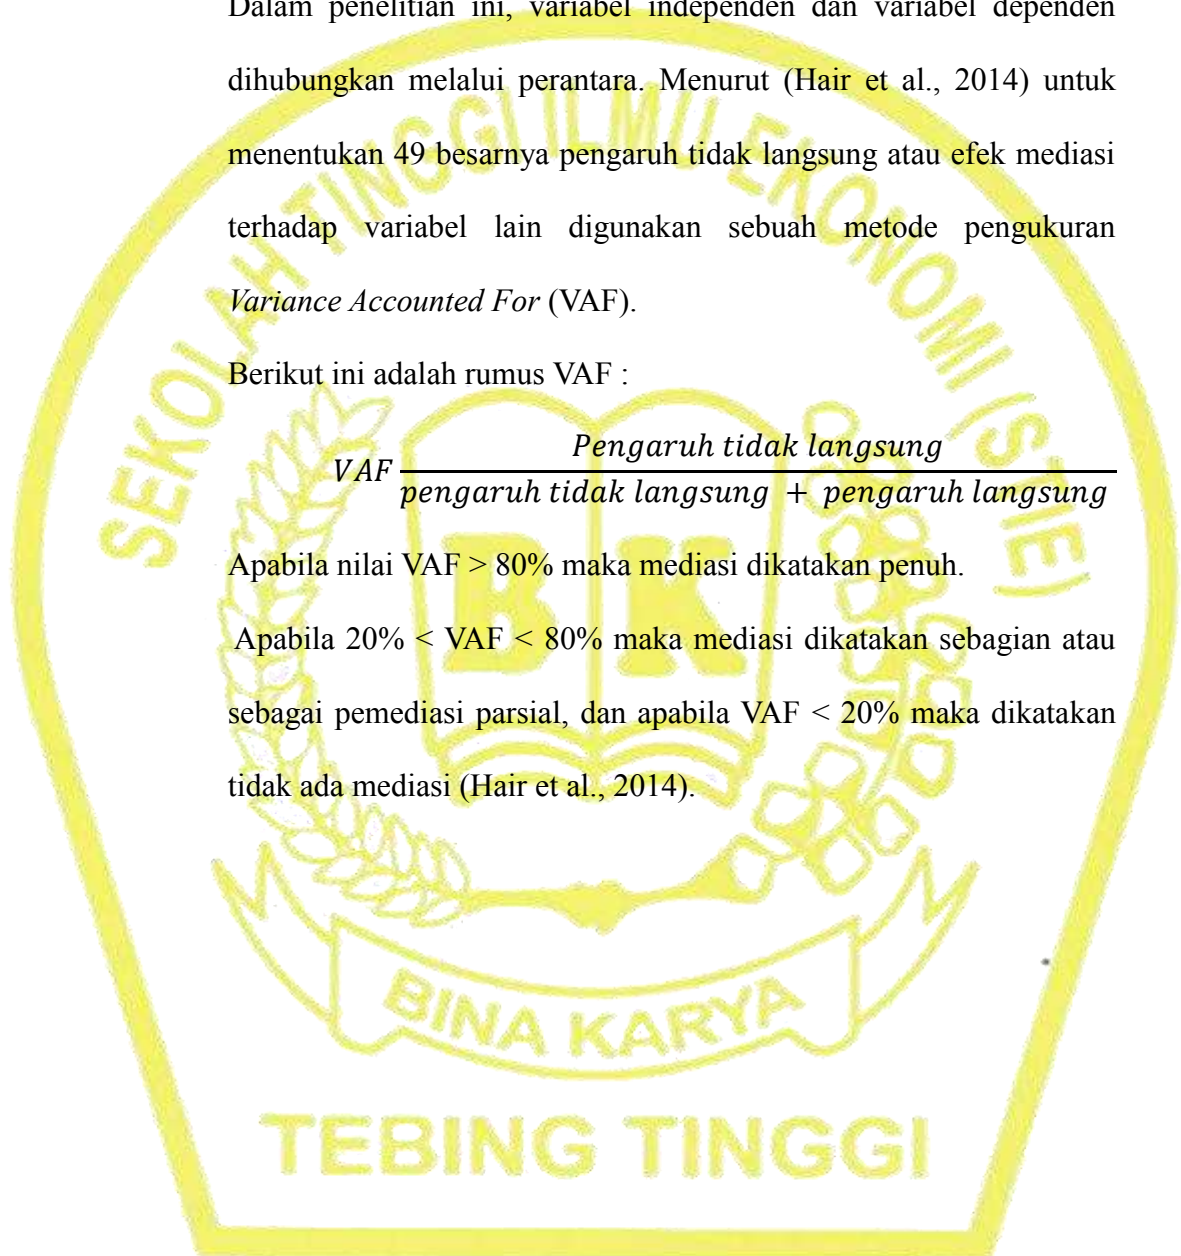 Dalam penelitian ini, variabel independen dan variabel dependen
dihubungkan melalui perantara. Menurut (Hair et al., 2014) untuk
menentukan 49 besarnya pengaruh tidak langsung atau efek mediasi
terhadap variabel lain digunakan sebuah metode pengukuran
Variance Accounted For (VAF).
Berikut ini adalah rumus VAF :
Pengaruh tidak langsung
VAF
pengaruh tidak langsung + pengaruh langsung
Apabila nilai VAF > 80% maka mediasi dikatakan penuh.
Apabila 20% < VAF < 80% maka mediasi dikatakan sebagian atau
sebagai pemediasi parsial, dan apabila VAF < 20% maka dikatakan
tidak ada mediasi (Hair et al., 2014).
SEKOLAH TINGGI ILMU EKONOMI (STIE)
BK
BINA KARYA
TEBING TINGGI